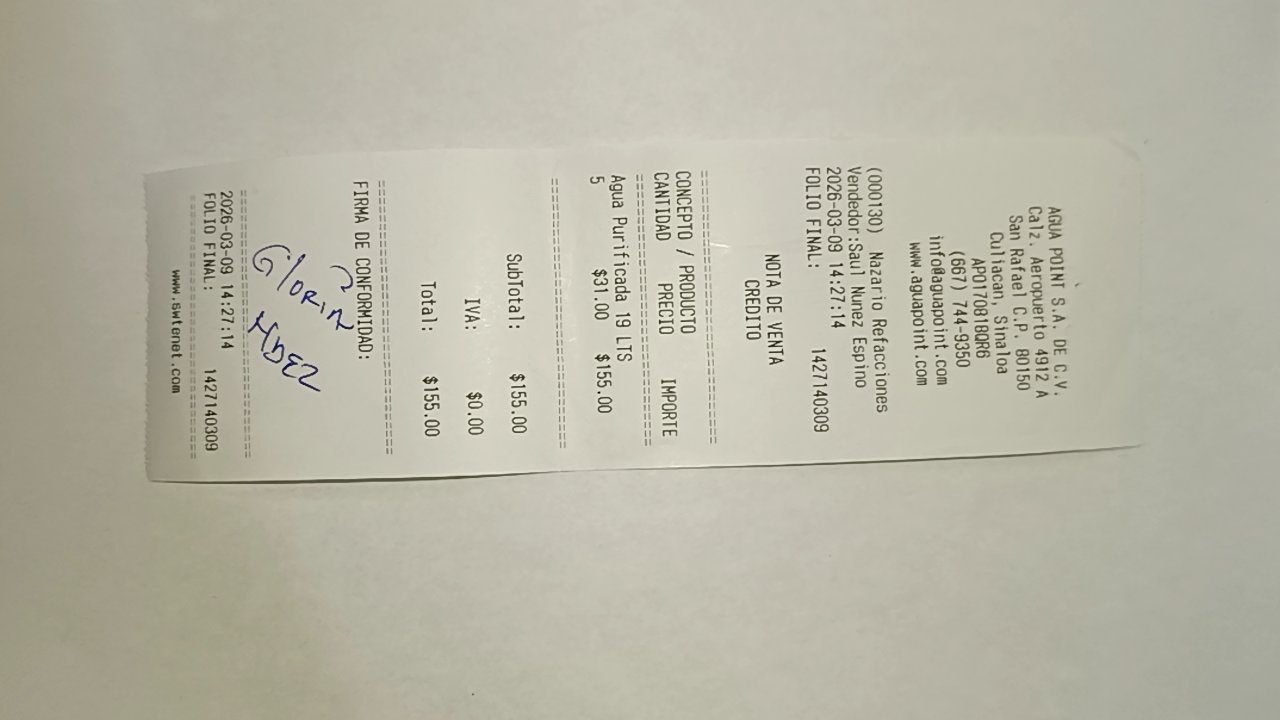 AGUA POINT S.A. DE C.V.
Calz. Aeropuerto 4912 A
San Rafael C.P. 80150
Culiacan, Sinaloa
APO170818QR6
(667) 744-9350
info@aguapoint.com
www.aguapoint.com
(000130) Nazario Refacciones
Vendedor:Saul Nunez Espino
2026-03-09 14:27:14
FOLIO FINAL: 1427140309
NOTA DE VENTA
CREDITO
CONCEPTO / PRODUCTO
CANTIDAD PRECIO IMPORTE
Agua Purificada 19 LTS
5 $31.00 $155.00
SubTotal: $155.00
IVA: $0.00
Total: $155.00
FIRMA DE CONFORMIDAD:
Gloria Hdez
2026-03-09 14:27:14
FOLIO FINAL: 1427140309
www.swtenet.com